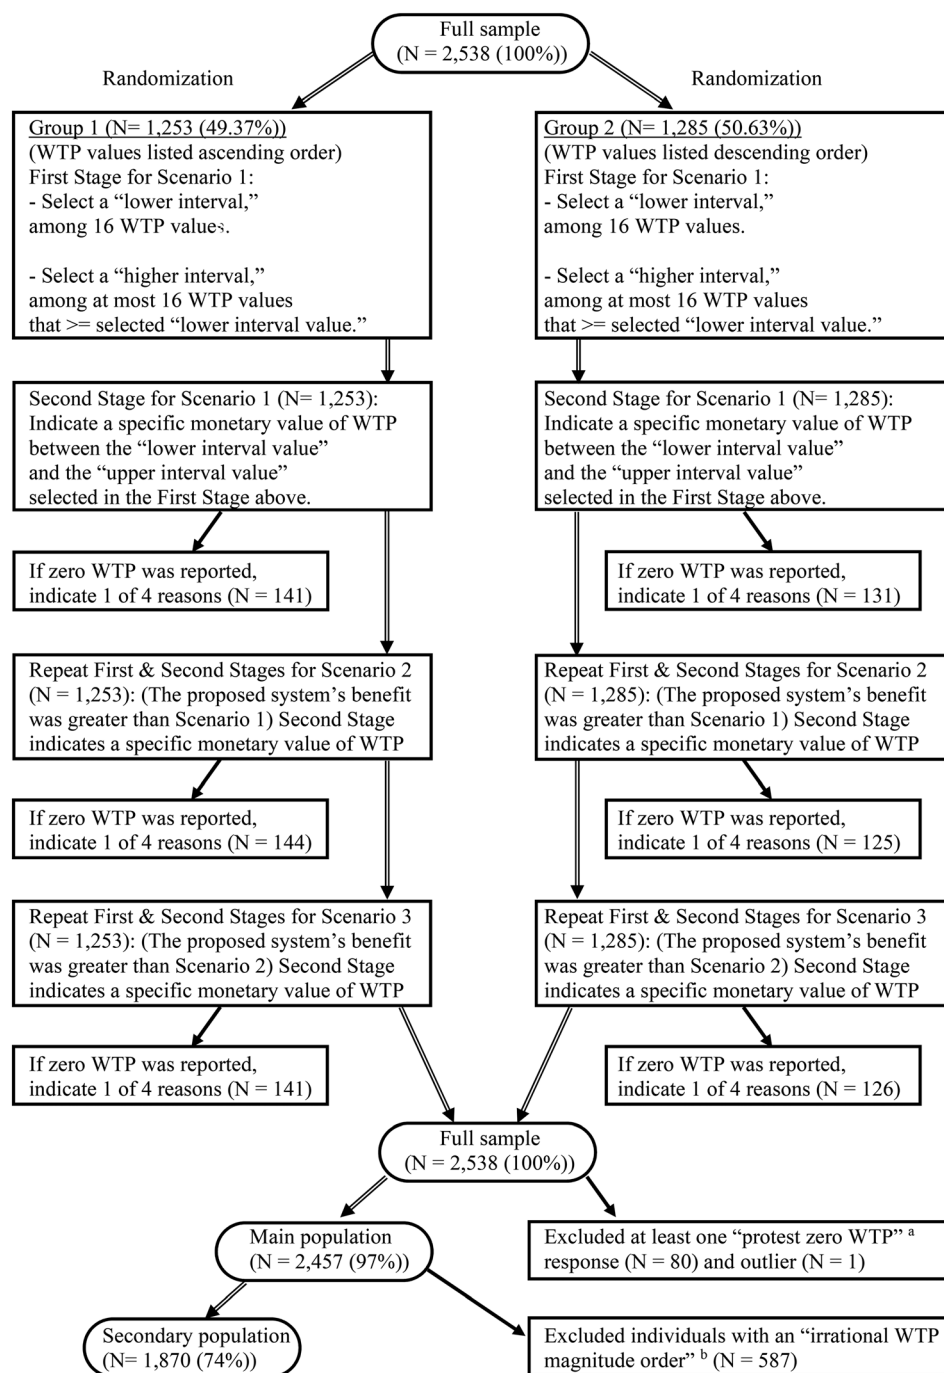 Full sample
(N = 2,538 (100%))
Randomization
Randomization
Group 1 (N= 1,253 (49.37%))
(WTP values listed ascending order)
First Stage for Scenario 1:
- Select a “lower interval,”
among 16 WTP values.
- Select a “higher interval,”
among at most 16 WTP values
that >= selected “lower interval value.”
Group 2 (N= 1,285 (50.63%))
(WTP values listed descending order)
First Stage for Scenario 1:
- Select a “lower interval,”
among 16 WTP values.
- Select a “higher interval,”
among at most 16 WTP values
that >= selected “lower interval value.”
Second Stage for Scenario 1 (N= 1,253):
Indicate a specific monetary value of WTP
between the “lower interval value”
and the “upper interval value”
selected in the First Stage above.
Second Stage for Scenario 1 (N= 1,285):
Indicate a specific monetary value of WTP
between the “lower interval value”
and the “upper interval value”
selected in the First Stage above.
If zero WTP was reported,
indicate 1 of 4 reasons (N = 141)
If zero WTP was reported,
indicate 1 of 4 reasons (N = 131)
Repeat First & Second Stages for Scenario 2
(N = 1,253): (The proposed system’s benefit
was greater than Scenario 1) Second Stage
indicates a specific monetary value of WTP
Repeat First & Second Stages for Scenario 2
(N = 1,285): (The proposed system’s benefit
was greater than Scenario 1) Second Stage
indicates a specific monetary value of WTP
If zero WTP was reported,
indicate 1 of 4 reasons (N = 144)
If zero WTP was reported,
indicate 1 of 4 reasons (N = 125)
Repeat First & Second Stages for Scenario 3
(N = 1,253): (The proposed system’s benefit
was greater than Scenario 2) Second Stage
indicates a specific monetary value of WTP
Repeat First & Second Stages for Scenario 3
(N = 1,285): (The proposed system’s benefit
was greater than Scenario 2) Second Stage
indicates a specific monetary value of WTP
If zero WTP was reported,
indicate 1 of 4 reasons (N = 141)
If zero WTP was reported,
indicate 1 of 4 reasons (N = 126)
Full sample
(N = 2,538 (100%))
Main population
(N = 2,457 (97%))
Excluded at least one “protest zero WTP” a
response (N = 80) and outlier (N = 1)
Secondary population
(N= 1,870 (74%))
Excluded individuals with an “irrational WTP
magnitude order” b (N = 587)